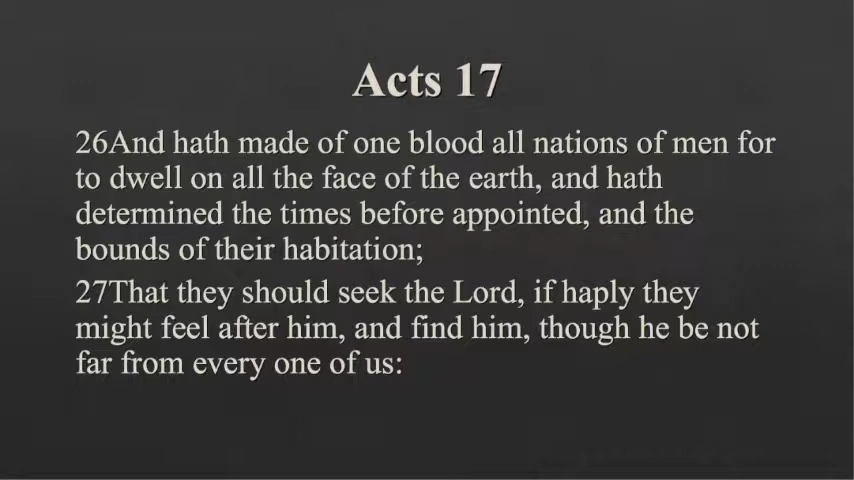 Acts 17
26And hath made of one blood all nations of men for
to dwell on all the face of the earth, and hath
determined the times before appointed, and the
bounds of their habitation;
27That they should seek the Lord, if haply they
might feel after him, and find him, though he be not
far from every one of us: